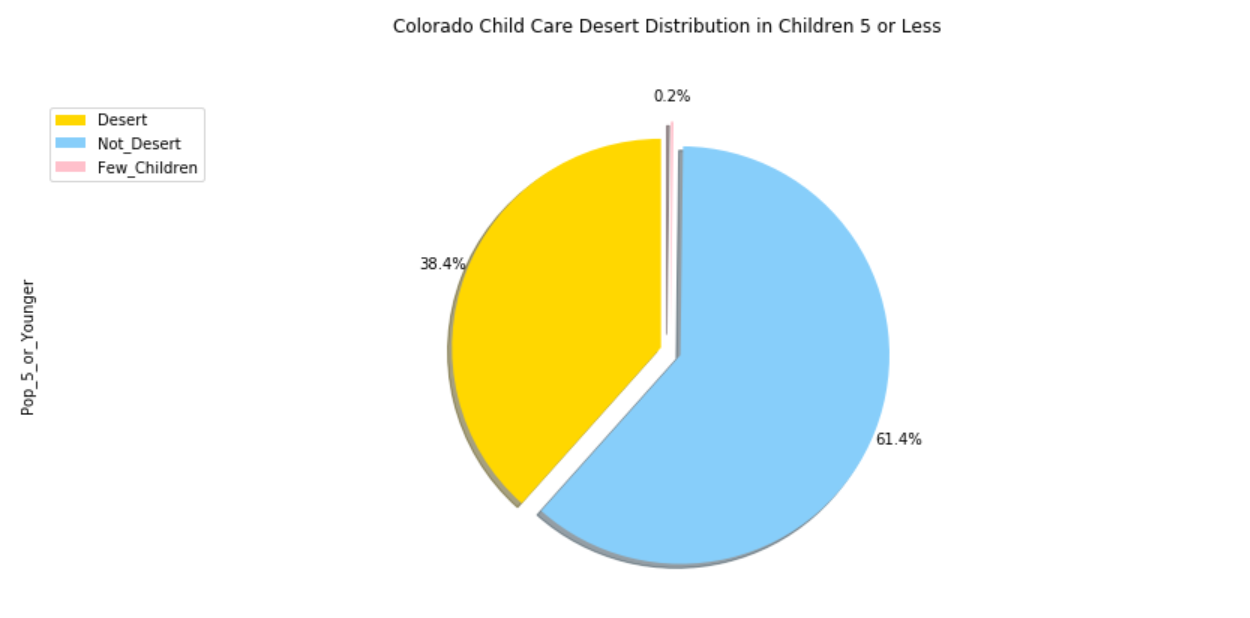 Colorado Child Care Desert Distribution in Children 5 or Less
Desert
Not_Desert
Few_Children
0.2%
38.4%
61.4%
Pop_5_or_Younger